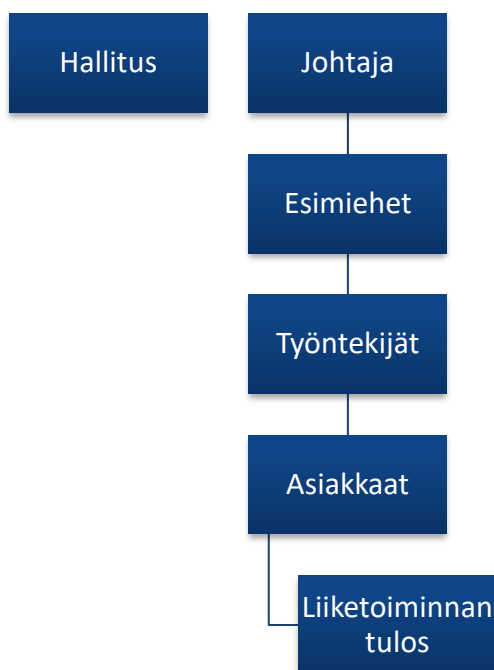 Hallitus
Johtaja
Esimiehet
Työntekijät
Asiakkaat
Liiketoiminnan
tulos